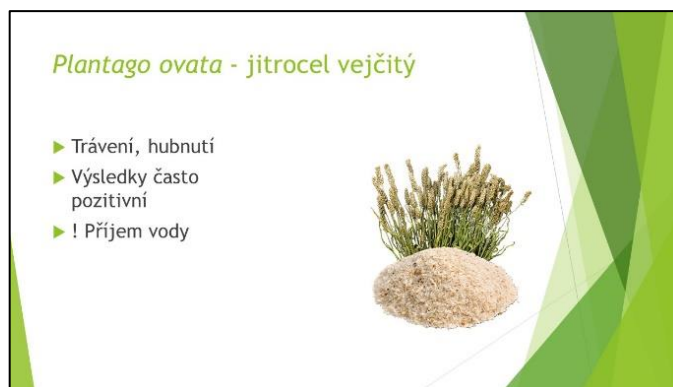 Plantago ovata - jitrocel vejčitý
Trávení, hubnutí
Výsledky často
pozitivní
! Příjem vody